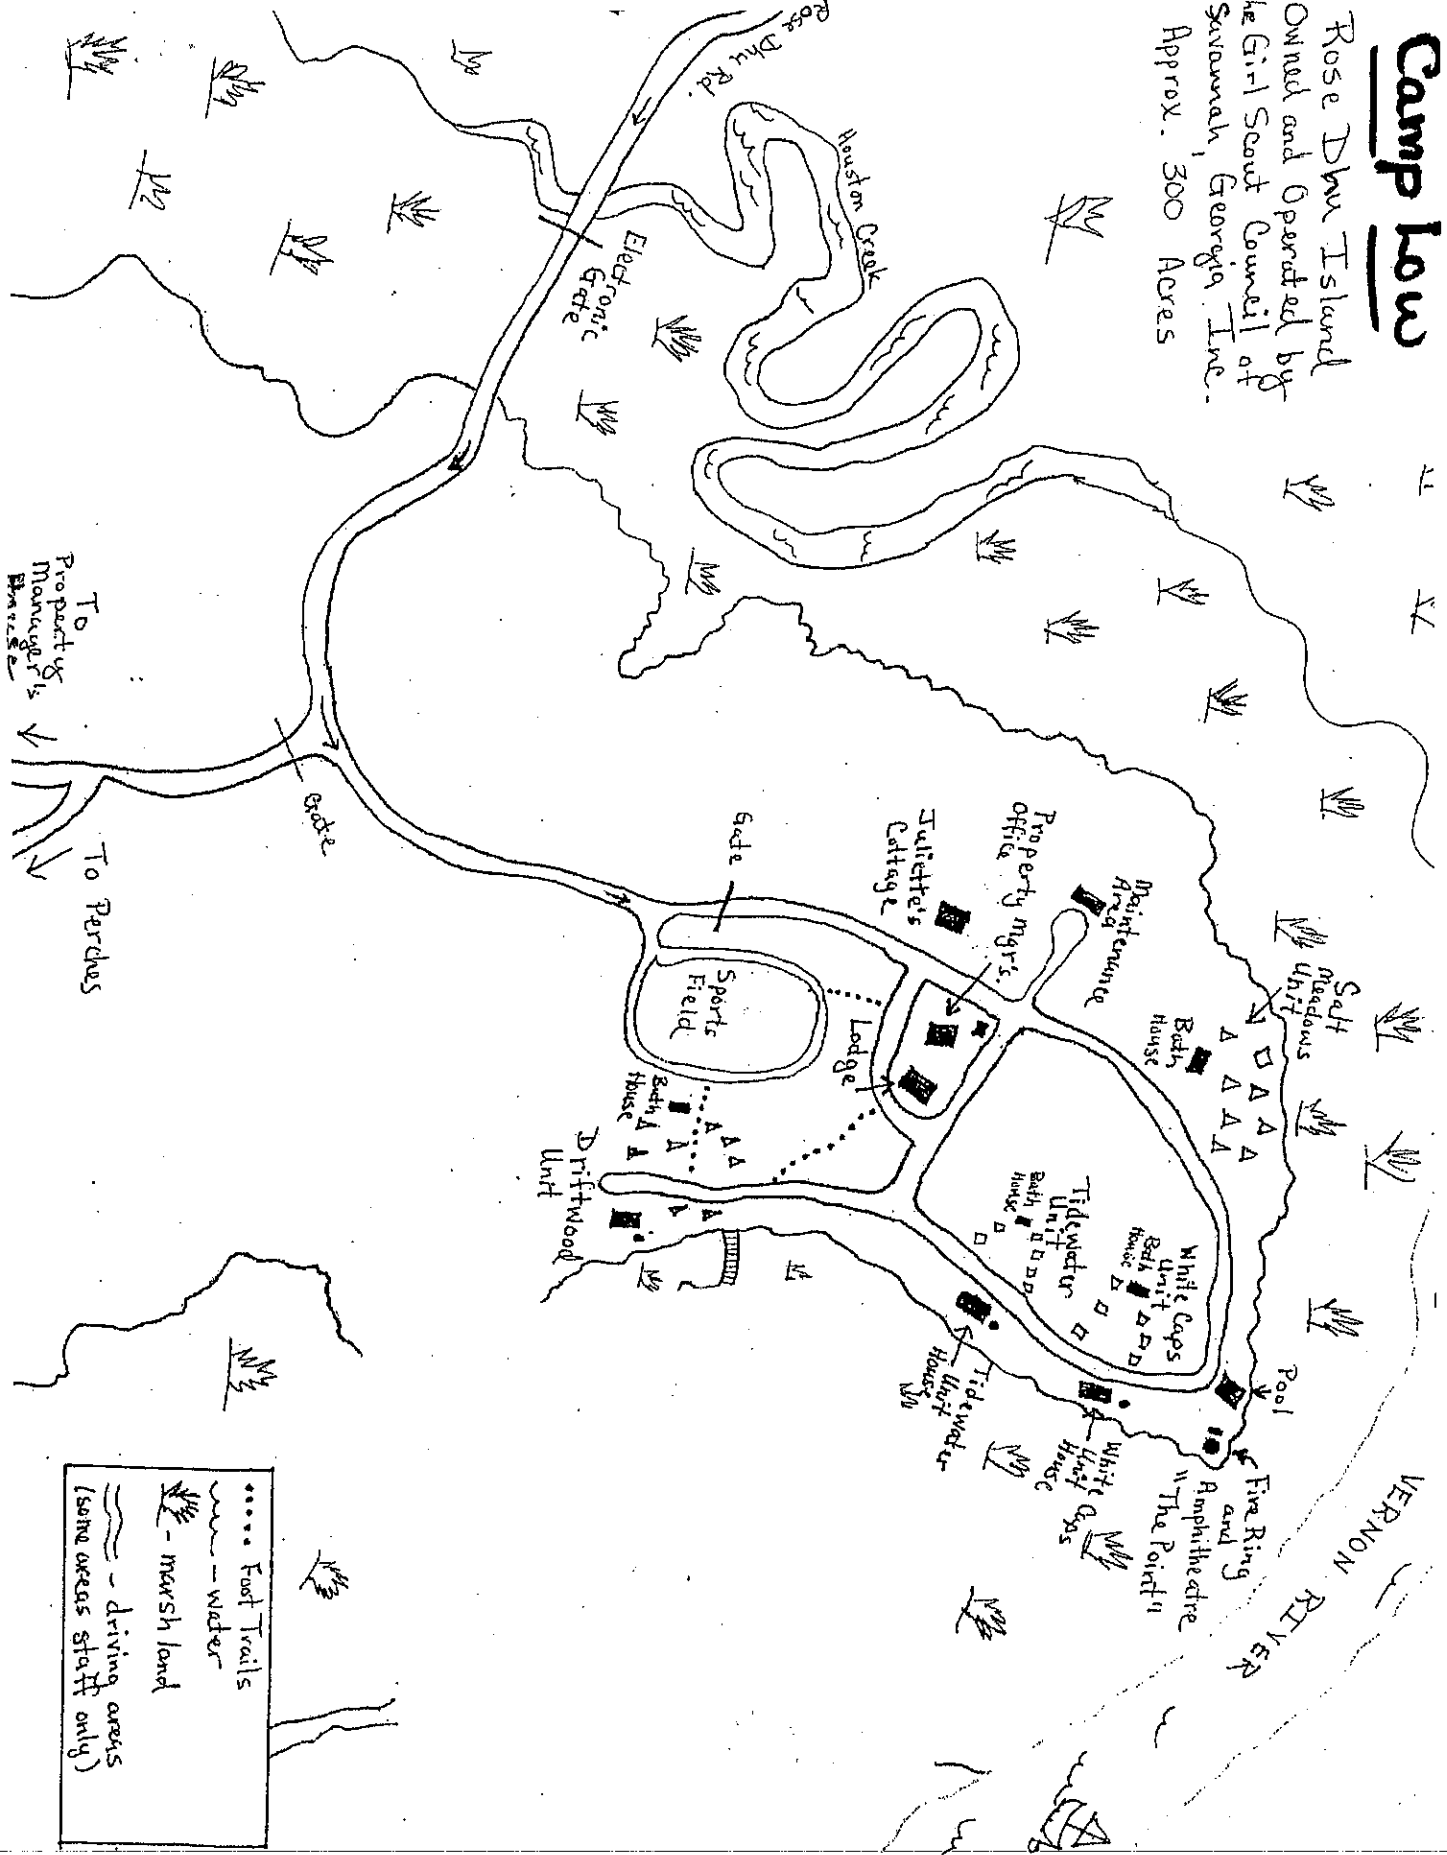 Camp Low
Rose Dhu Island
Owned and Operated by
he Girl Scout Council of
Savannah, Georgia, Inc.
Approx. 300 Acres
Rose Dhu Rd.
Houston Creek
Electronic
Gate
To
Property
Manager's
Gate
To Perches
Gate
Juliette's
Cottage
Property Mgr's.
Office
Maintenance
Area
Salt
Meadows
Unit
Bath
House
Sports
Field
Lodge
Bath
House
Driftwood
Unit
Tidewater
Unit
Bath
House
White Caps
Unit
Bath
House
Pool
Tidewater
Unit
House
White Caps
Unit
House
Fire Ring
and
Amphitheatre
"The Point"
VERNON RIVER
.... Foot Trails
- water
- marsh land
- driving areas
(some areas staff only)